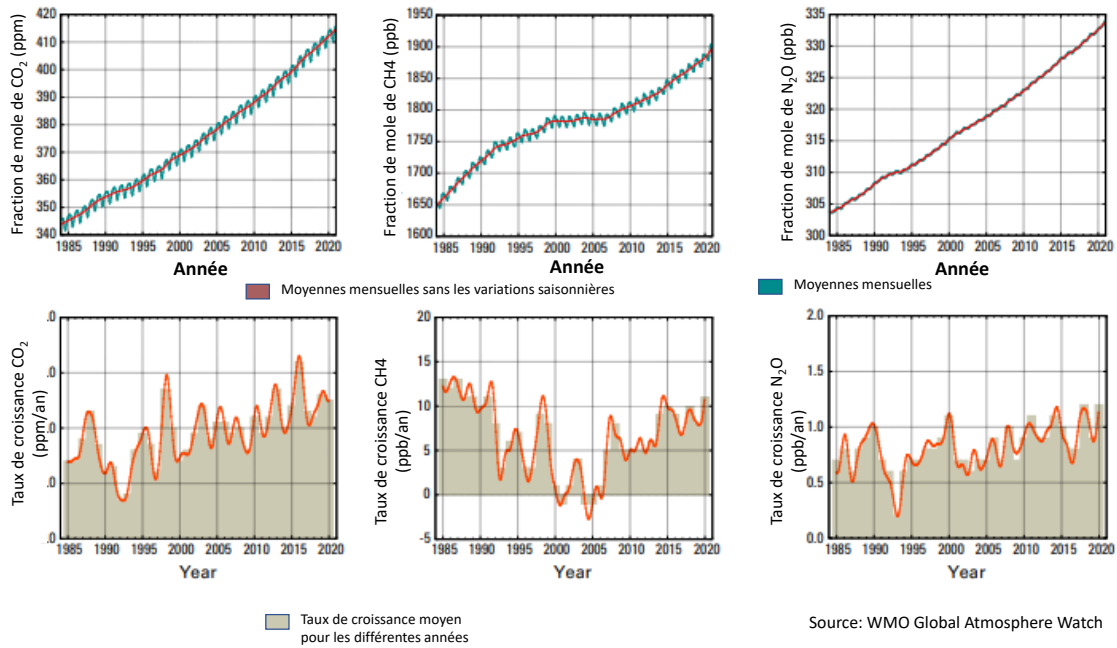 Fraction de mole de CO2 (ppm)
420
410
400
380
370
360
350
340
1985 1990 1995 2000 2005 2010 2015 2020
Année
Fraction de mole de CH4 (ppb)
1950
1900
1850
1800
1750
1700
1650
1600
1985 1990 1995 2000 2005 2010 2015 2020
Année
Fraction de mole de N2O (ppb)
335
330
325
320
315
310
305
300
1985 1990 1995 2000 2005 2010 2015 2020
Année
Moyennes mensuelles sans les variations saisonnières
Moyennes mensuelles
Taux de croissance CO2
(ppm/an)
.0
.0
.0
.0
.0
1985 1990 1995 2000 2005 2010 2015 2020
Year
Taux de croissance CH4
(ppb/an)
20
15
10
5
0
-5
1985 1990 1995 2000 2005 2010 2015 2020
Year
Taux de croissance N2O
(ppb/an)
2.0
1.5
1.0
0.5
0.0
1985 1990 1995 2000 2005 2010 2015 2020
Year
Taux de croissance moyen
pour les différentes années
Source: WMO Global Atmosphere Watch